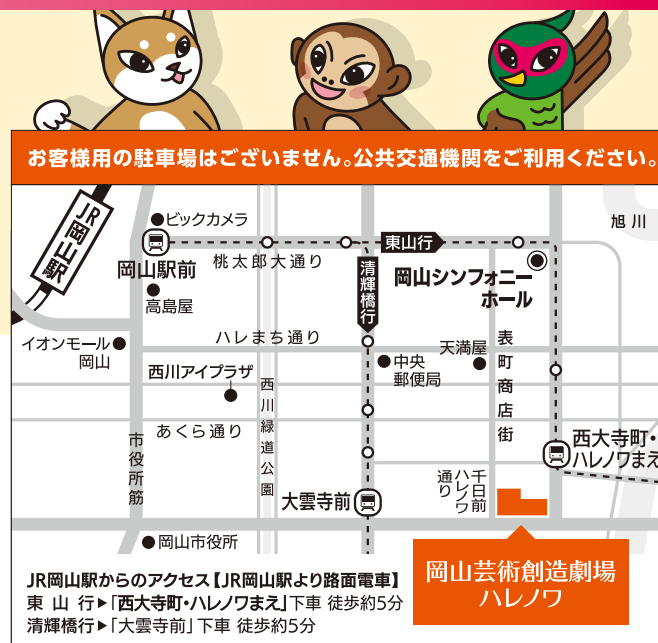 お客様用の駐車場はございません。公共交通機関をご利用ください。
JR岡山駅
ビックカメラ
岡山駅前
高島屋
桃太郎大通り
東山行
清輝橋行
旭川
岡山シンフォニー
ホール
イオンモール
岡山
ハレまち通り
西川アイプラザ
中央
郵便局
天満屋
表町商店街
あくら通り
西川緑道公園
市役所筋
西大寺町・
ハレノワまえ
千日前
ハレノワ
通り
大雲寺前
岡山市役所
岡山芸術創造劇場
ハレノワ
JR岡山駅からのアクセス【JR岡山駅より路面電車】
東山行▶「西大寺町・ハレノワまえ」下車 徒歩約5分
清輝橋行▶「大雲寺前」下車 徒歩約5分